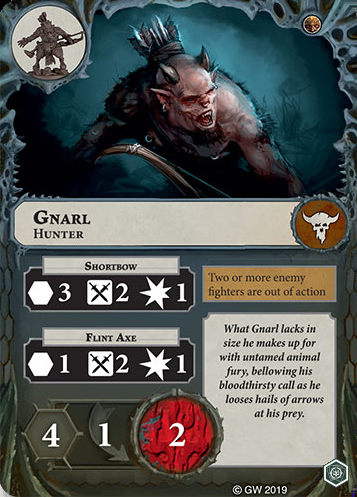 GNARL
HUNTER
SHORTBOW
3 2 1
Two or more enemy
fighters are out of action
FLINT AXE
1 2 1
What Gnarl lacks in
size he makes up for
with untamed animal
fury, bellowing his
bloodthirsty call as he
looses hails of arrows
at his prey.
4 1 2
© GW 2019